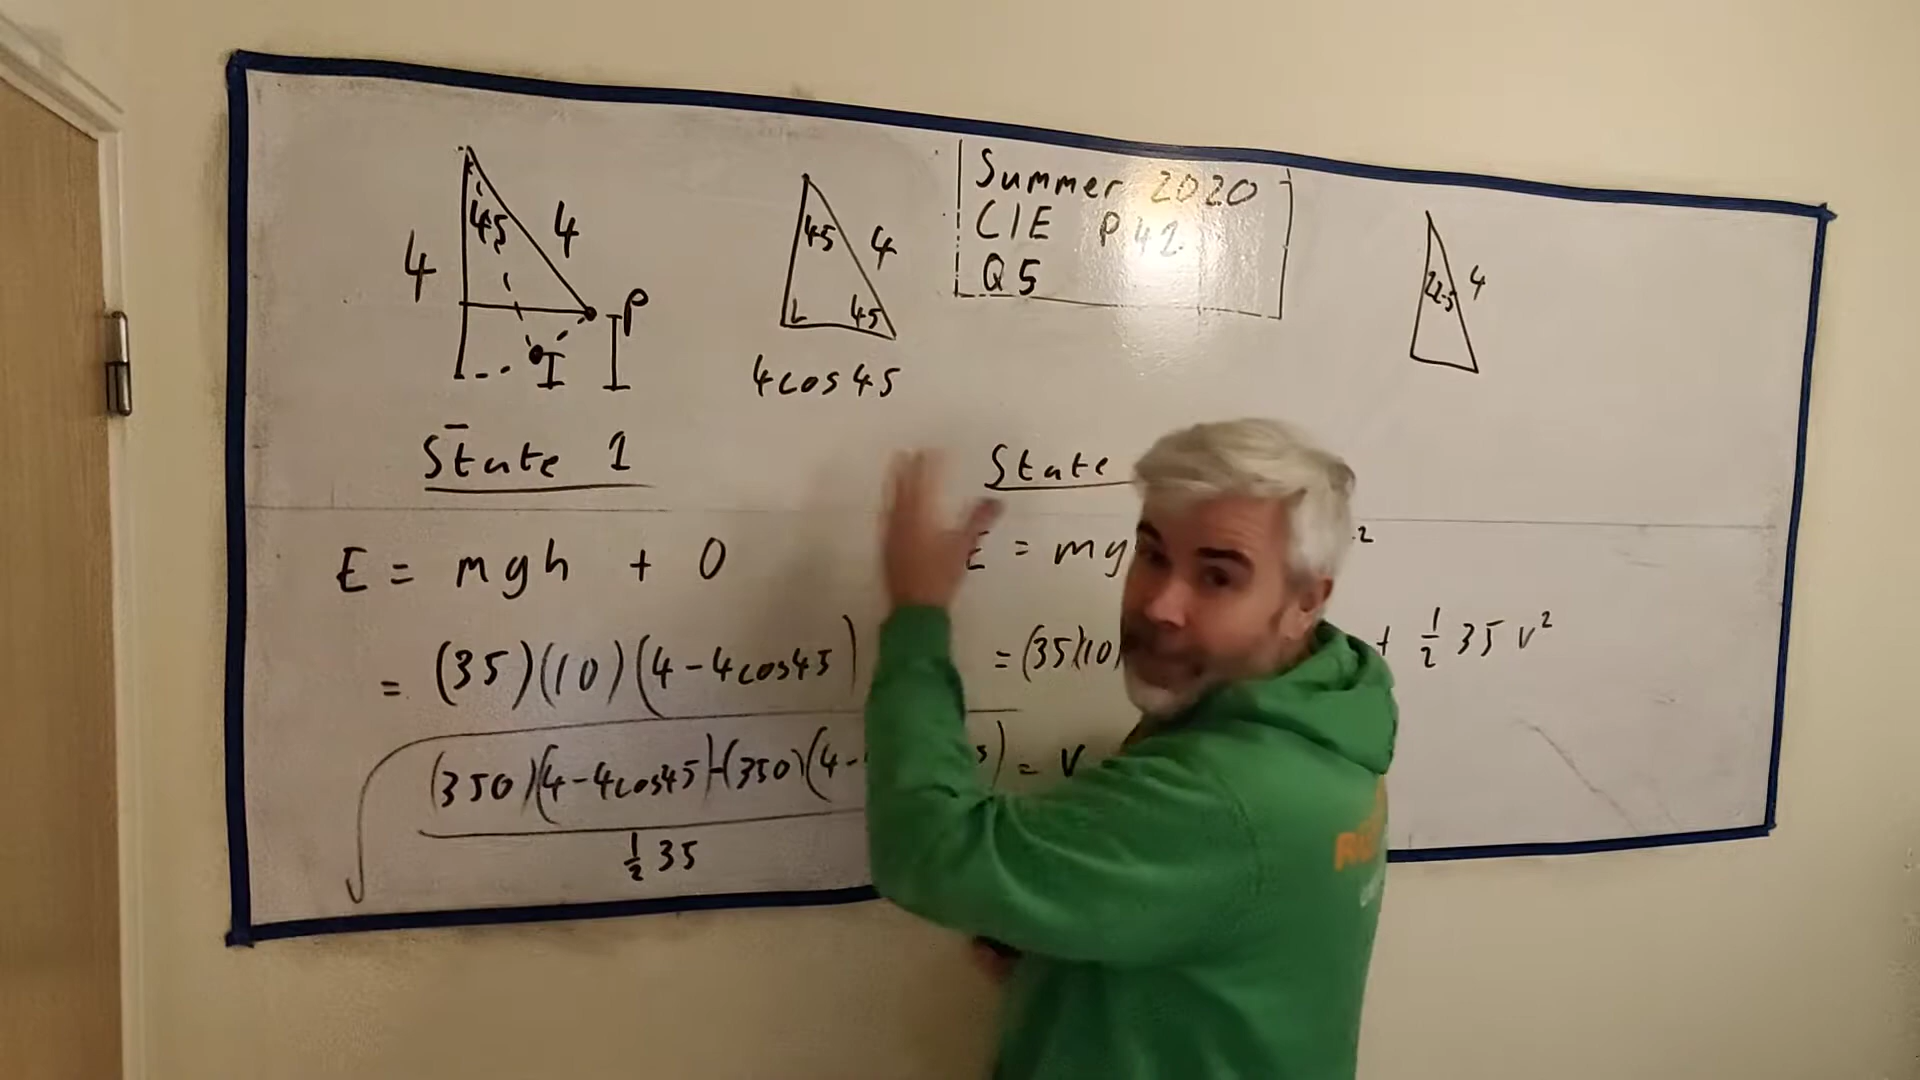 4
45
4
P
45
4
45
4cos45
Summer 2020
CIE P42
Q5
22.5
4
State 1
State
E = mgh + 0
E = mg
2
= (35)(10)(4-4cos45)
=(35)(10)
+ 1/2 35 v²
√ (350)(4-4cos45)-(350)(4-
) = v
1/2 35